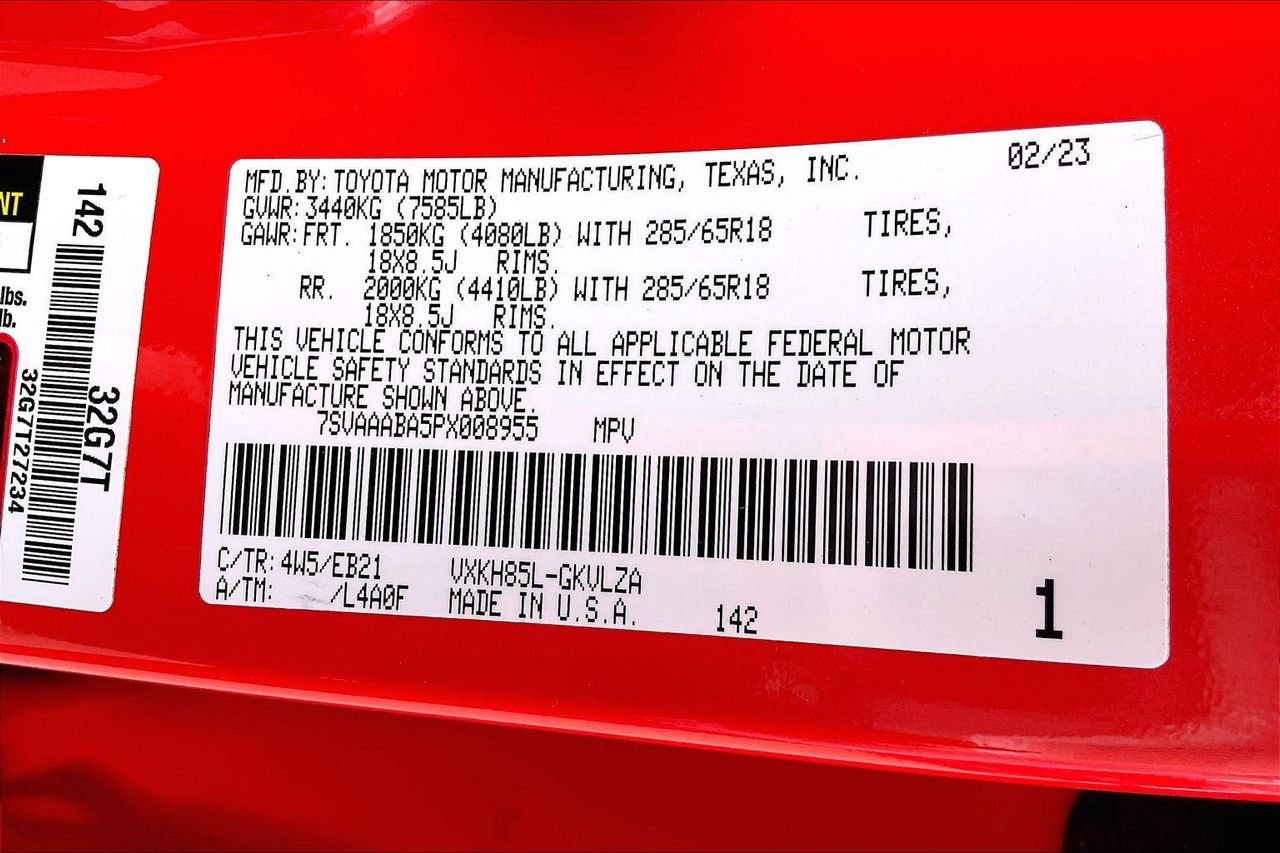 NT
lbs.
lb.
142
32G7T
32G7T27234
MFD.BY: TOYOTA MOTOR MANUFACTURING, TEXAS, INC. 02/23
GVWR: 3440KG (7585LB)
GAWR: FRT. 1850KG (4080LB) WITH 285/65R18 TIRES,
18X8.5J RIMS.
RR. 2000KG (4410LB) WITH 285/65R18 TIRES,
18X8.5J RIMS.
THIS VEHICLE CONFORMS TO ALL APPLICABLE FEDERAL MOTOR
VEHICLE SAFETY STANDARDS IN EFFECT ON THE DATE OF
MANUFACTURE SHOWN ABOVE.
7SVAAABA5PX008955 MPV
C/TR: 4W5/EB21 VXKH85L-GKVLZA
A/TM: /L4A0F MADE IN U.S.A. 142 1